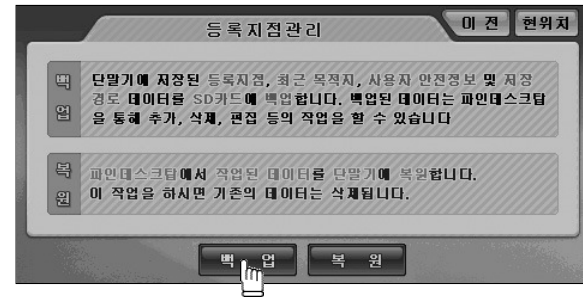 등록지점관리
이 전
현위치
백
업
단말기에 저장된 등록지점, 최근 목적지, 사용자 안전정보 및 저장
경로 데이터를 SD카드에 백업합니다. 백업된 데이터는 파인데스크탑
을 통해 추가, 삭제, 편집 등의 작업을 할 수 있습니다
복
원
파인데스크탑에서 작업된 데이터를 단말기에 복원합니다.
이 작업을 하시면 기존의 데이터는 삭제됩니다.
백 업
복 원